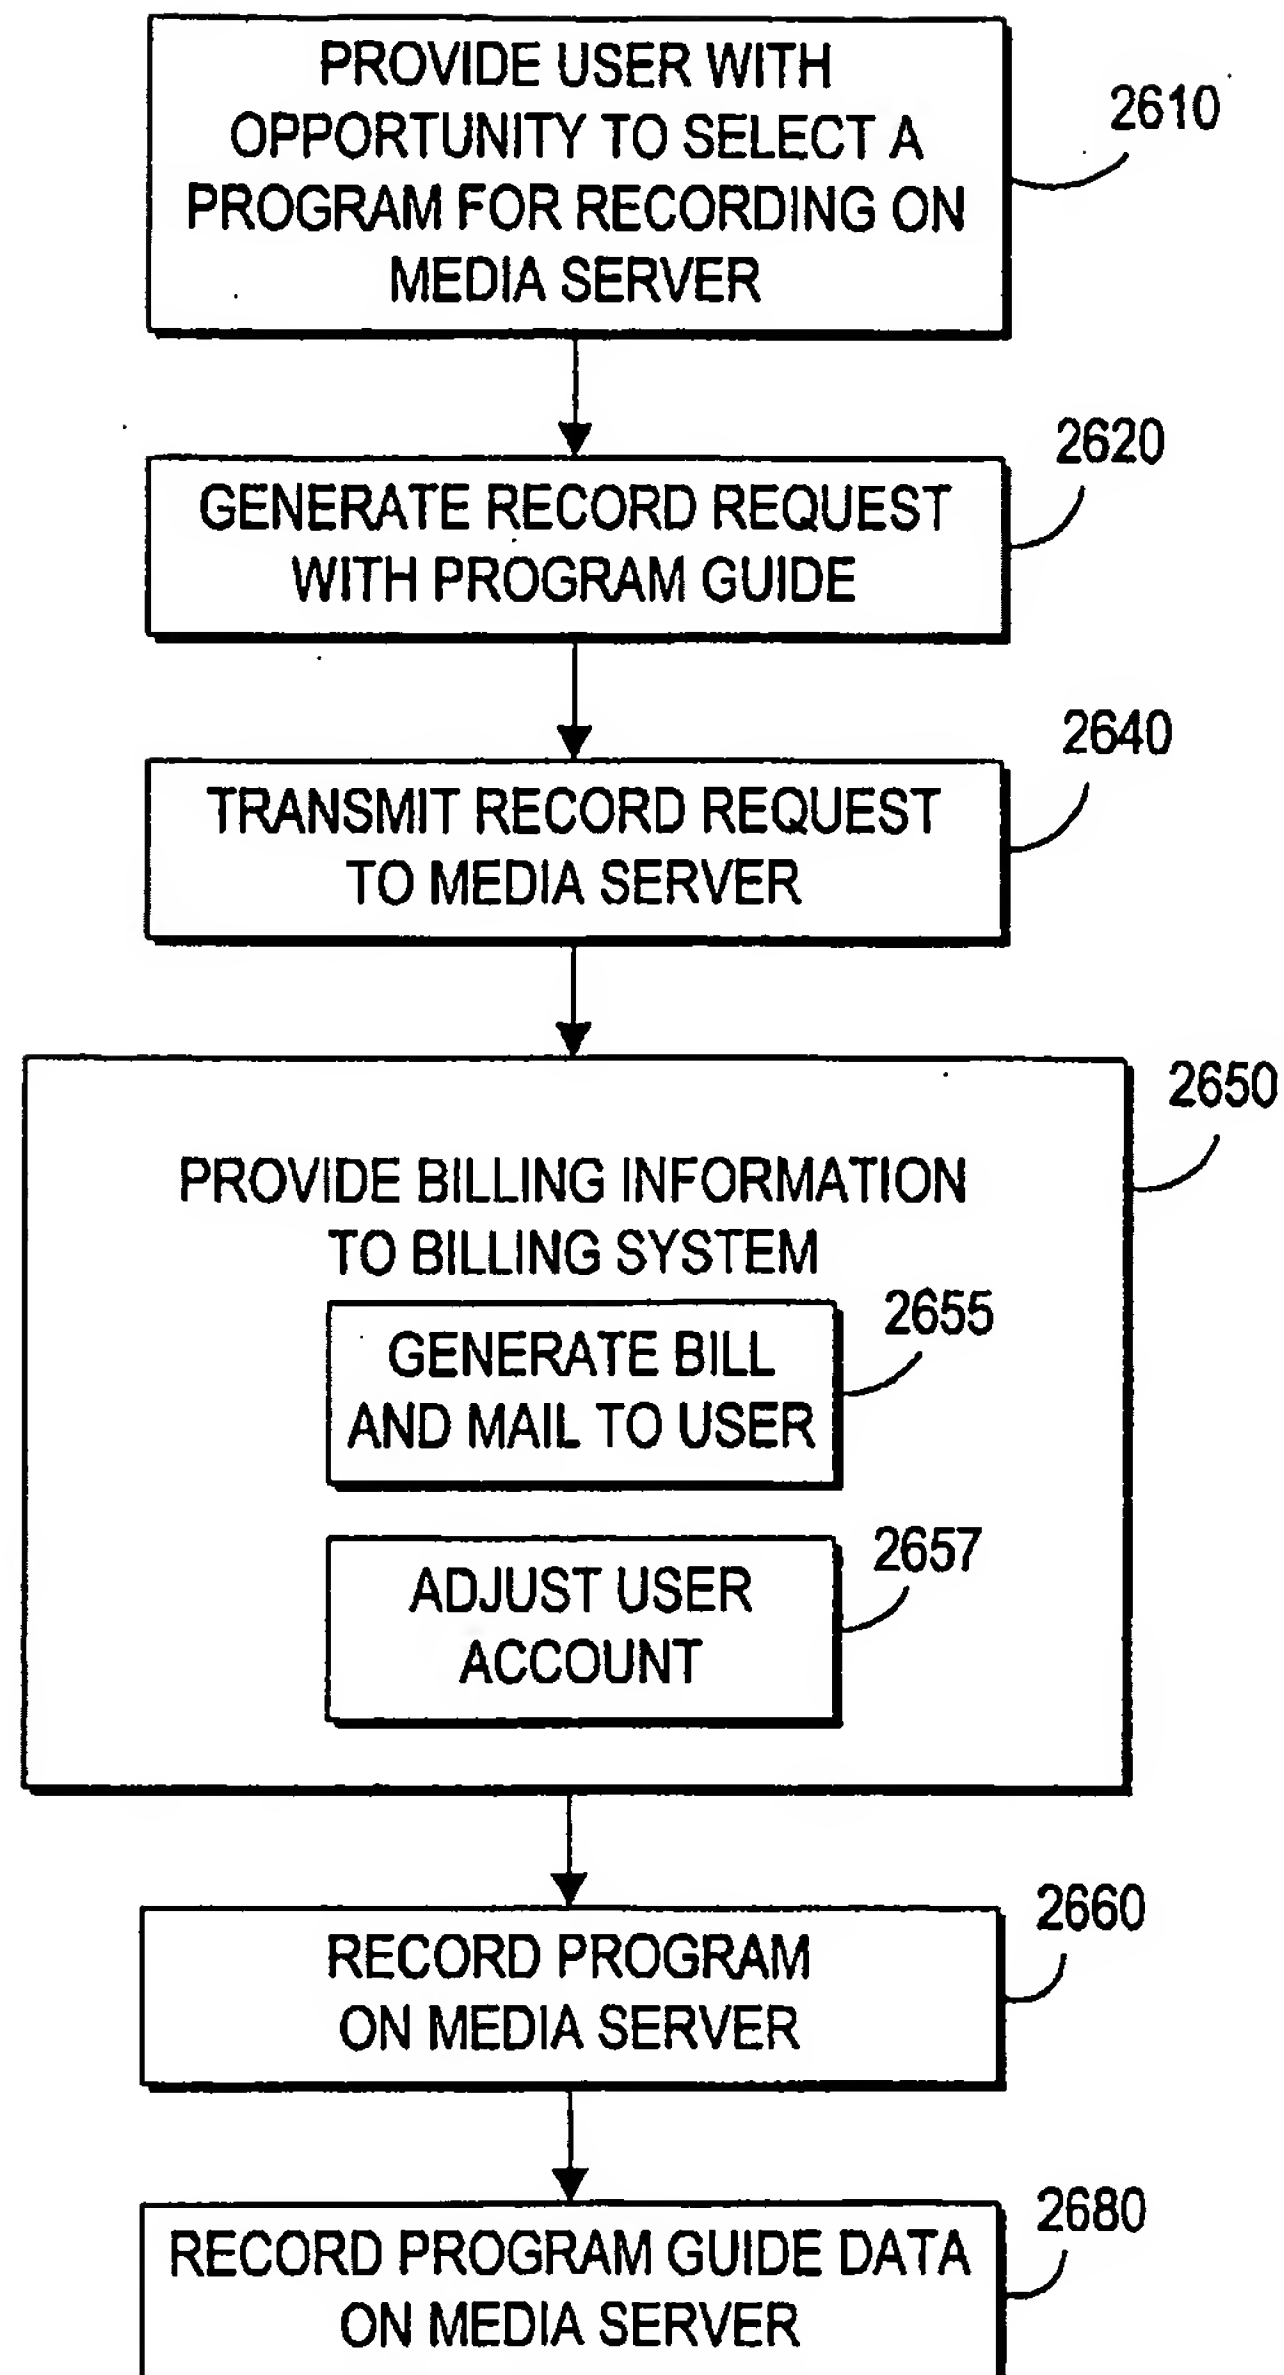 PROVIDE USER WITH
OPPORTUNITY TO SELECT A
PROGRAM FOR RECORDING ON
MEDIA SERVER
2610
GENERATE RECORD REQUEST
WITH PROGRAM GUIDE
2620
TRANSMIT RECORD REQUEST
TO MEDIA SERVER
2640
PROVIDE BILLING INFORMATION
TO BILLING SYSTEM
2650
GENERATE BILL
AND MAIL TO USER
2655
ADJUST USER
ACCOUNT
2657
RECORD PROGRAM
ON MEDIA SERVER
2660
RECORD PROGRAM GUIDE DATA
ON MEDIA SERVER
2680